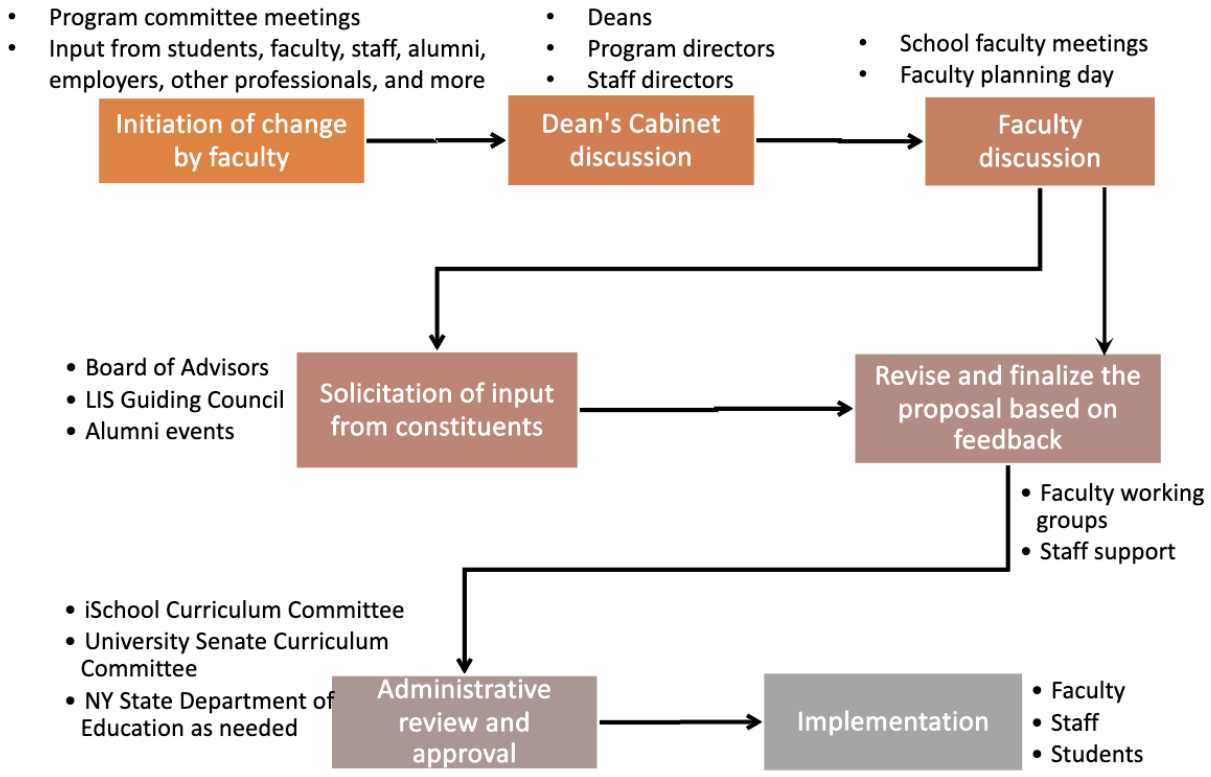 • Program committee meetings
• Input from students, faculty, staff, alumni,
employers, other professionals, and more
• Deans
• Program directors
• Staff directors
• School faculty meetings
• Faculty planning day
Initiation of change
by faculty
Dean's Cabinet
discussion
Faculty
discussion
• Board of Advisors
• LIS Guiding Council
• Alumni events
Solicitation of input
from constituents
Revise and finalize the
proposal based on
feedback
• Faculty working
groups
• Staff support
• iSchool Curriculum Committee
• University Senate Curriculum
Committee
• NY State Department of
Education as needed
Administrative
review and
approval
Implementation
• Faculty
• Staff
• Students